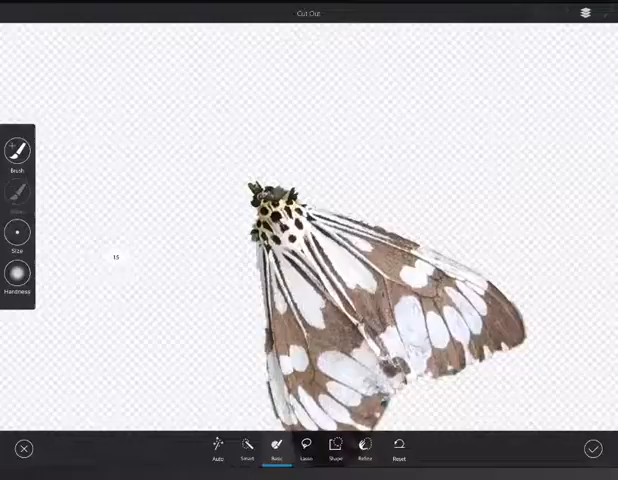 Cut Out
Brush
Size
15
Hardness
Auto
Smart
Basic
Lasso
Shape
Refine
Reset